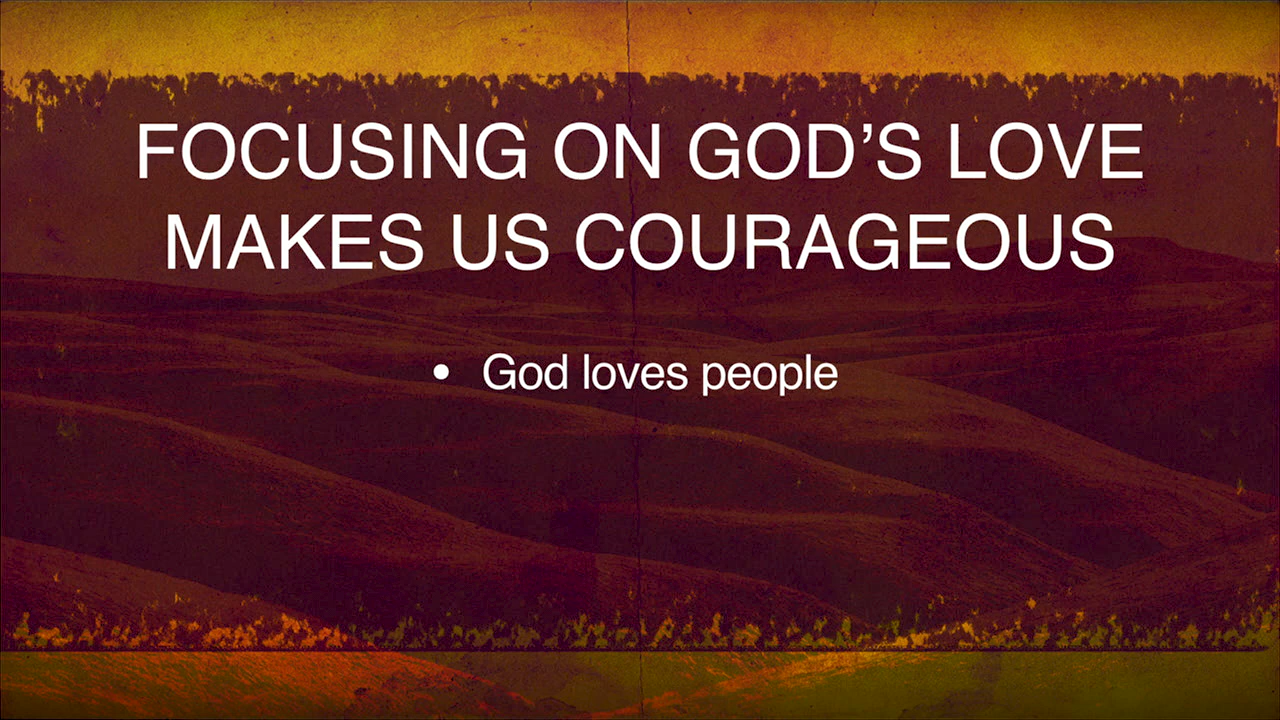 FOCUSING ON GOD’S LOVE
MAKES US COURAGEOUS
• God loves people